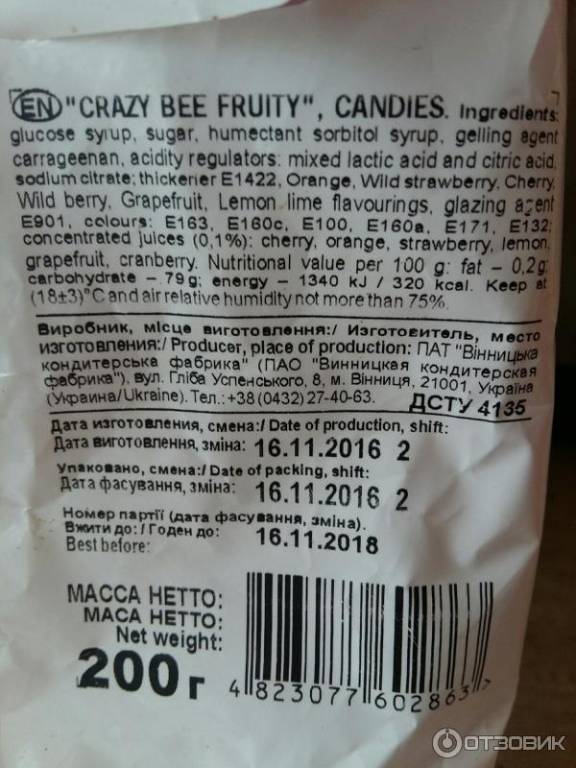 EN "CRAZY BEE FRUITY", CANDIES. Ingredients:
glucose syrup, sugar, humectant sorbitol syrup, gelling agent
carrageenan, acidity regulators: mixed lactic acid and citric acid,
sodium citrate; thickener E1422, Orange, Wild strawberry, Cherry,
Wild berry, Grapefruit, Lemon lime flavourings, glazing agent
E901, colours: E163, E160c, E100, E160a, E171, E132;
concentrated juices (0,1%): cherry, orange, strawberry, lemon,
grapefruit, cranberry. Nutritional value per 100 g: fat – 0,2g;
carbohydrate – 79g; energy – 1340 kJ / 320 kcal. Keep at
(18±3)°C and air relative humidity not more than 75%.
Виробник, місце виготовлення:/ Изготовитель, место
изготовления:/ Producer, place of production: ПАТ "Вінницька
кондитерська фабрика" (ПАО "Винницкая кондитерская
фабрика"), вул. Гліба Успенського, 8, м. Вінниця, 21001, Україна
(Украина/Ukraine). Тел.: +38 (0432) 27-40-63. ДСТУ 4135
Дата изготовления, смена:/ Date of production, shift:
Дата виготовлення, зміна: 16.11.2016 2
Упаковано, смена:/ Date of packing, shift:
Дата фасування, зміна: 16.11.2016 2
Номер партії (дата фасування, зміна).
Вжити до: / Годен до: 16.11.2018
Best before:
МАССА НЕТТО:
МАСА НЕТТО:
Net weight:
200 г
4 823077 602863 >
ОТЗОВИК